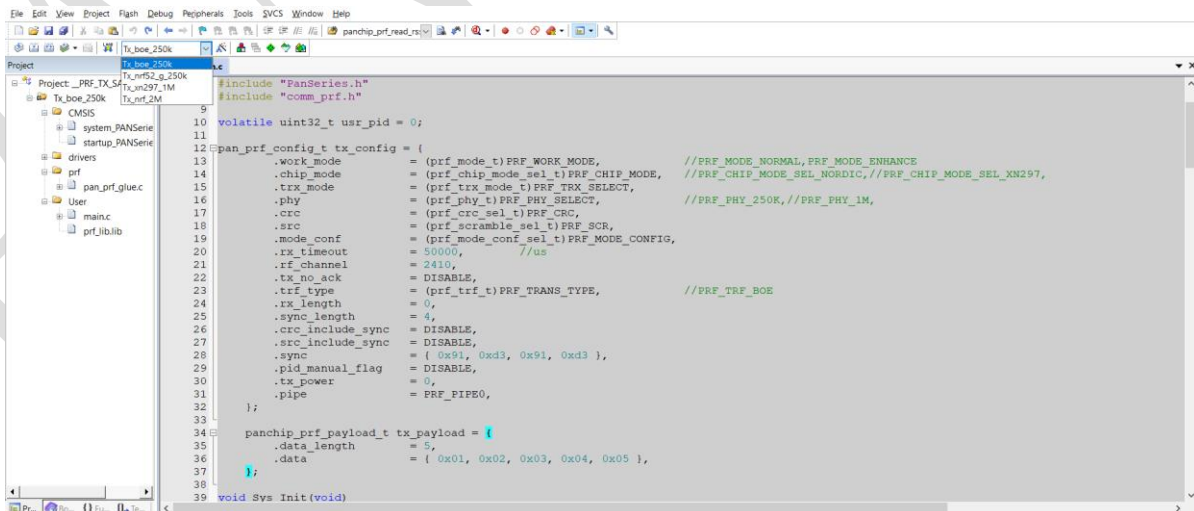 File Edit View Project Flash Debug Peripherals Tools SVCS Window Help
panchip_prf_read_rs:
Tx_boe_250k
Project
Tx_boe_250k
Tx_nrf52_g_250k
Tx_xn297_1M
Tx_nrf_2M
Tx_boe_250k
CMSIS
system_PANSerie
startup_PANSerie
drivers
prf
pan_prf_glue.c
User
main.c
prf_lib.lib
#include "PanSeries.h"
#include "comm_prf.h"
9
10 volatile uint32_t usr_pid = 0;
11
12 pan_prf_config_t tx_config = {
13 .work_mode = (prf_mode_t)PRF_WORK_MODE, //PRF_MODE_NORMAL,PRF_MODE_ENHANCE
14 .chip_mode = (prf_chip_mode_sel_t)PRF_CHIP_MODE, //PRF_CHIP_MODE_SEL_NORDIC,//PRF_CHIP_MODE_SEL_XN297,
15 .trx_mode = (prf_trx_mode_t)PRF_TRX_SELECT,
16 .phy = (prf_phy_t)PRF_PHY_SELECT, //PRF_PHY_250K,//PRF_PHY_1M,
17 .crc = (prf_crc_sel_t)PRF_CRC,
18 .src = (prf_scramble_sel_t)PRF_SCR,
19 .mode_conf = (prf_mode_conf_sel_t)PRF_MODE_CONFIG,
20 .rx_timeout = 50000, //us
21 .rf_channel = 2410,
22 .tx_no_ack = DISABLE,
23 .trf_type = (prf_trf_t)PRF_TRANS_TYPE, //PRF_TRF_BOE
24 .rx_length = 0,
25 .sync_length = 4,
26 .crc_include_sync = DISABLE,
27 .src_include_sync = DISABLE,
28 .sync = { 0x91, 0xd3, 0x91, 0xd3 },
29 .pid_manual_flag = DISABLE,
30 .tx_power = 0,
31 .pipe = PRF_PIPE0,
32 };
33
34 panchip_prf_payload_t tx_payload = {
35 .data_length = 5,
36 .data = { 0x01, 0x02, 0x03, 0x04, 0x05 },
37 };
38
39 void Sys_Init(void)